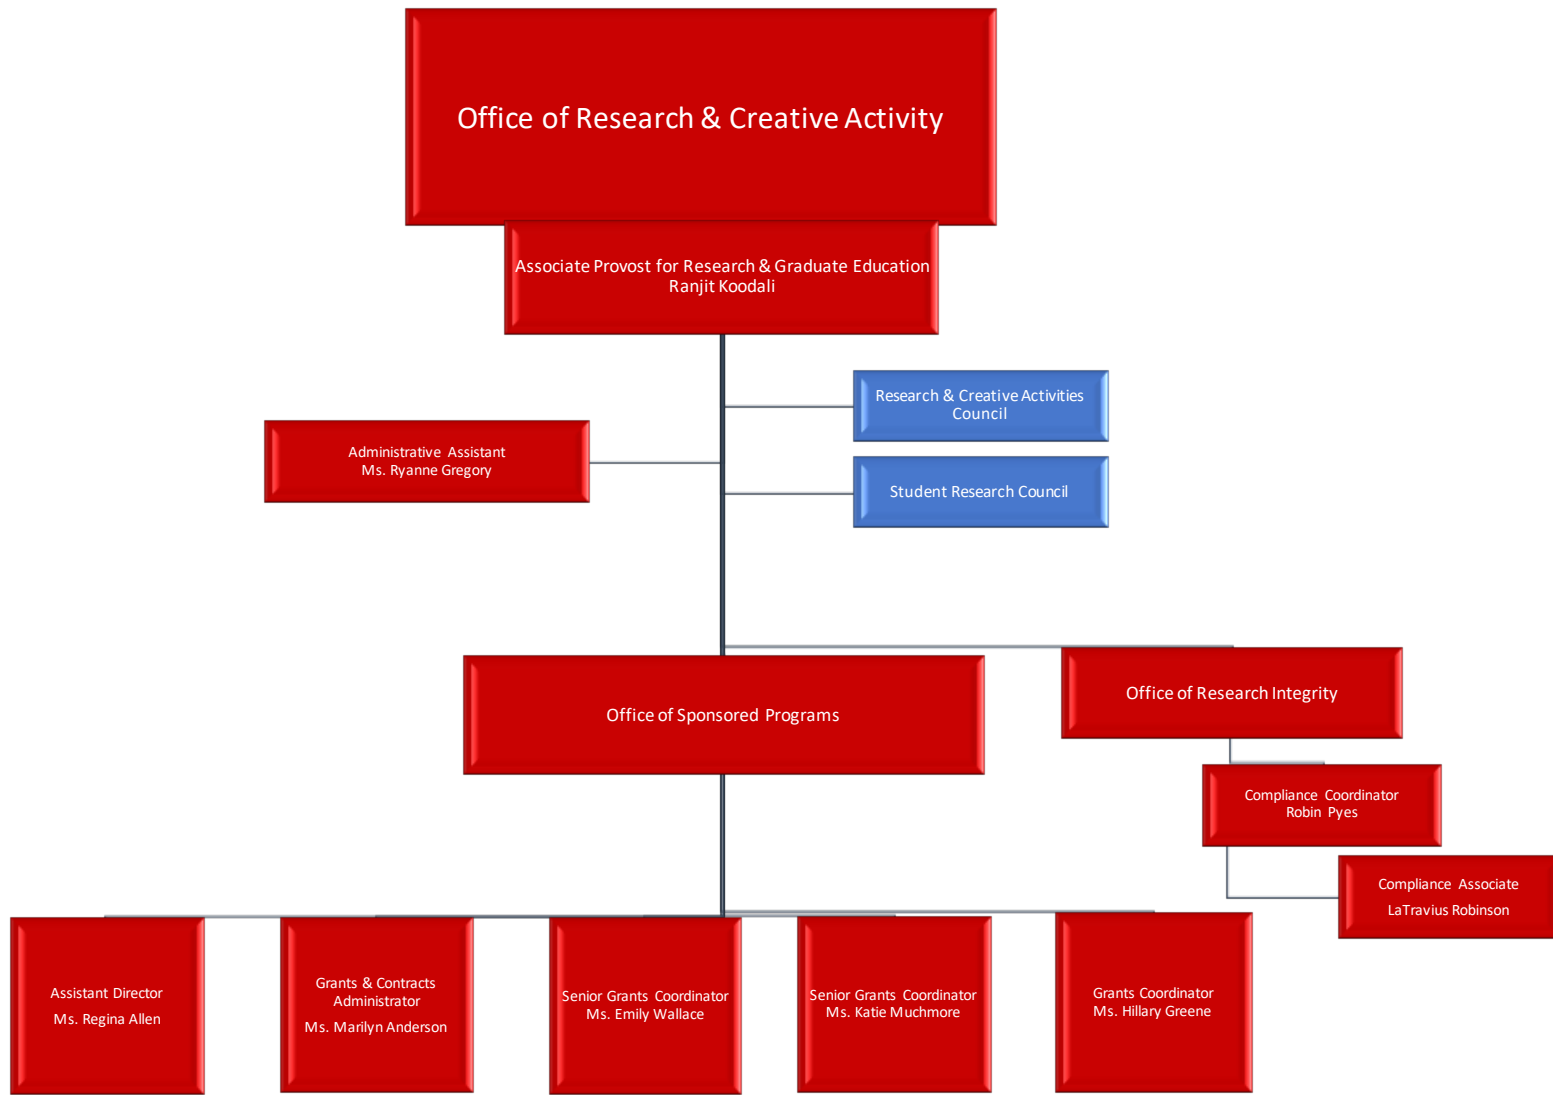 Office of Research & Creative Activity
Associate Provost for Research & Graduate Education
Ranjit Koodali
Research & Creative Activities
Council
Administrative Assistant
Ms. Ryanne Gregory
Student Research Council
Office of Sponsored Programs
Office of Research Integrity
Compliance Coordinator
Robin Pyes
Compliance Associate
LaTravius Robinson
Assistant Director
Ms. Regina Allen
Grants & Contracts
Administrator
Ms. Marilyn Anderson
Senior Grants Coordinator
Ms. Emily Wallace
Senior Grants Coordinator
Ms. Katie Muchmore
Grants Coordinator
Ms. Hillary Greene